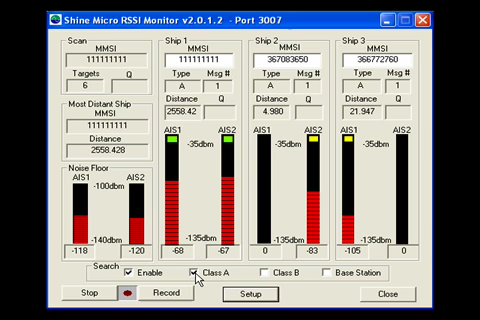 Shine Micro RSSI Monitor v2.0.1.2 - Port 3007
Scan
MMSI
111111111
Targets Q
6
Most Distant Ship
MMSI
111111111
Distance
2558.428
Noise Floor
AIS1 AIS2
-100dbm
-140dbm
-118 -120
Ship 1
MMSI
111111111
Type Msg #
A 1
Distance Q
2558.42
AIS1 AIS2
-35dbm
-135dbm
-68 -67
Ship 2
MMSI
367083650
Type Msg #
A 1
Distance Q
4.980
AIS1 AIS2
-35dbm
-135dbm
0 -83
Ship 3
MMSI
366772760
Type Msg #
A 1
Distance Q
21.947
AIS1 AIS2
-35dbm
-135dbm
-105 0
Search
Enable Class A Class B Base Station
Stop Record Setup Close